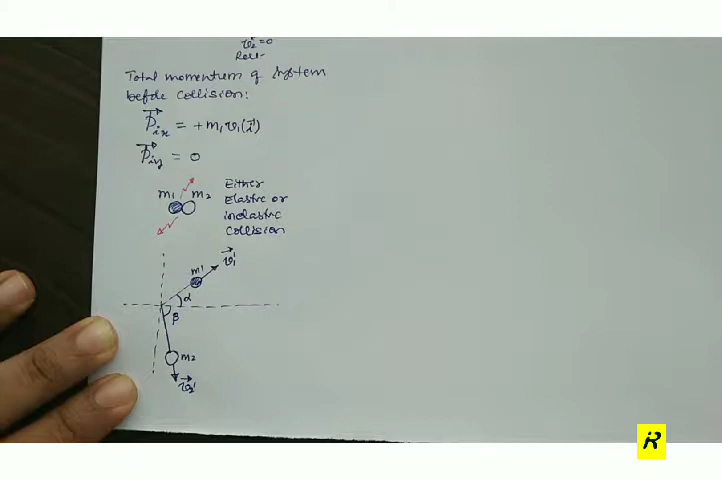 v₂=0
Rest
Total momentum of system
before collision:
P⃗ix = +m₁v₁(i⃗)
P⃗iy = 0
m₁ m₂
Either
Elastic or
inelastic
collision
v⃗₁'
m₁
α
β
m₂
v⃗₂'
R